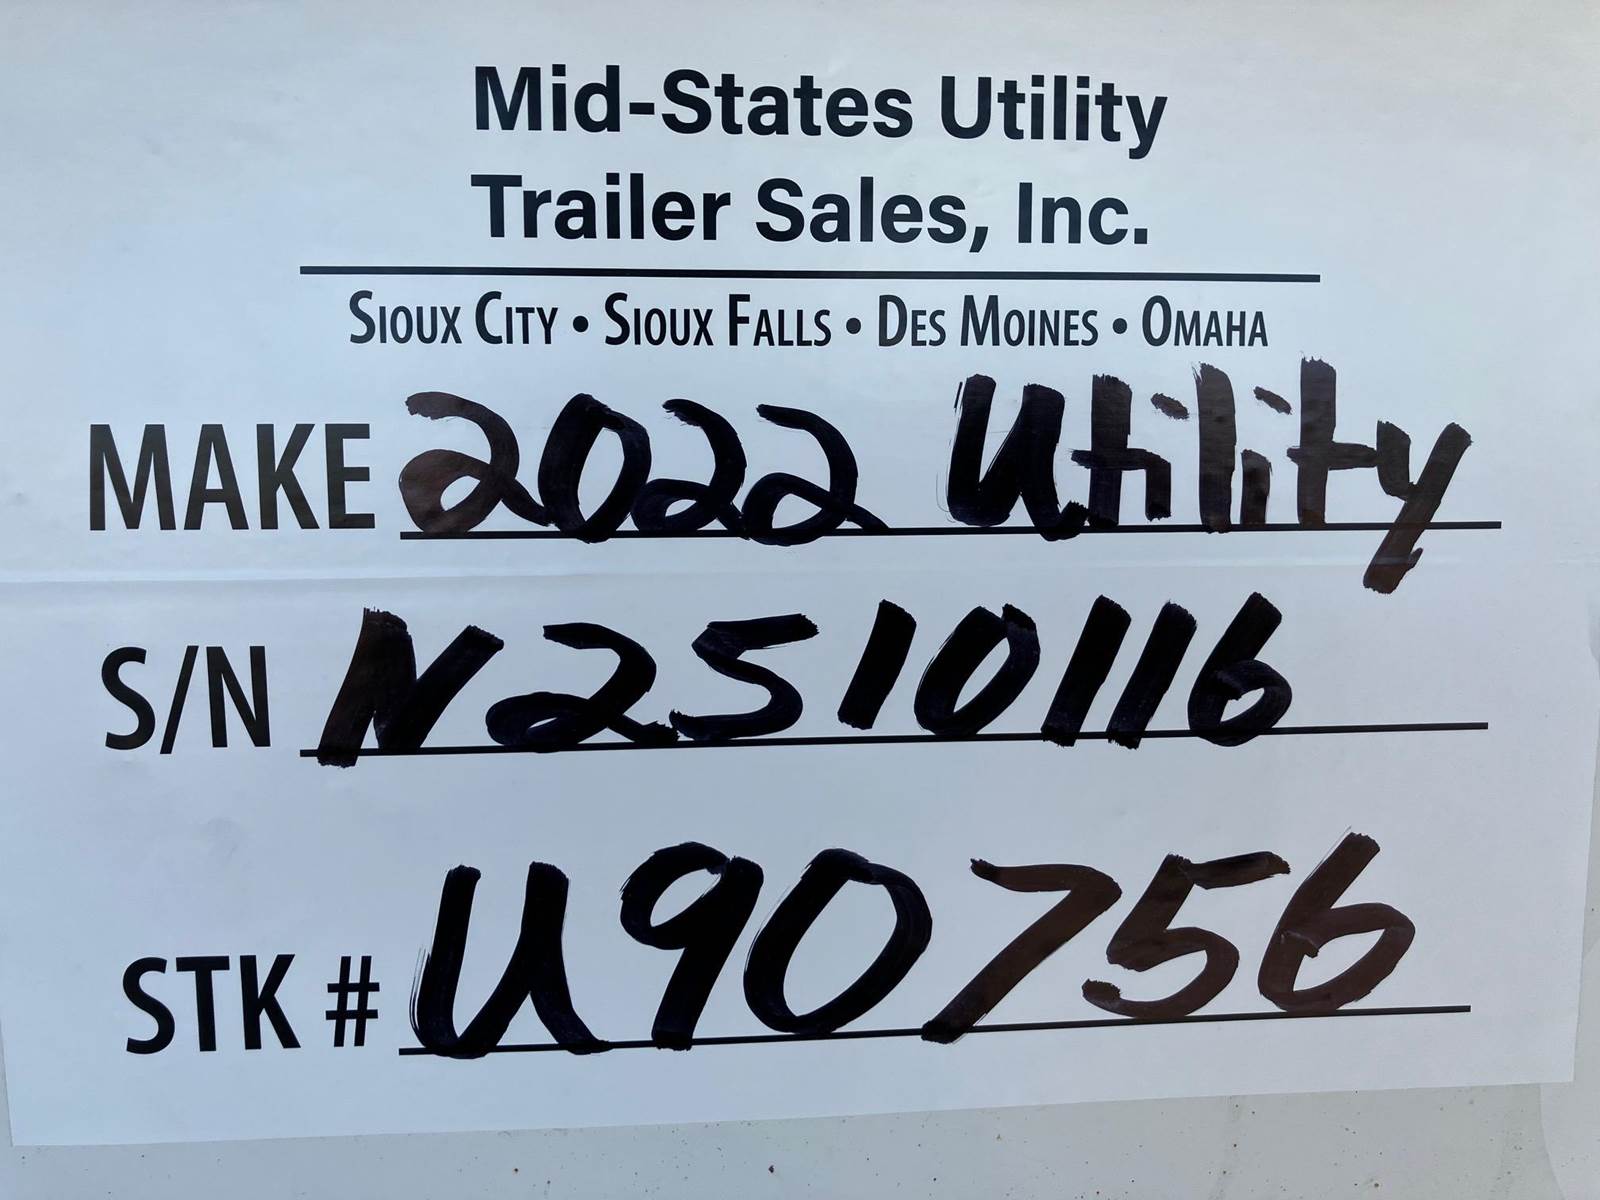 Mid-States Utility
Trailer Sales, Inc.
Sioux City • Sioux Falls • Des Moines • Omaha
MAKE 2022 Utility
S/N N2510116
STK # U90756